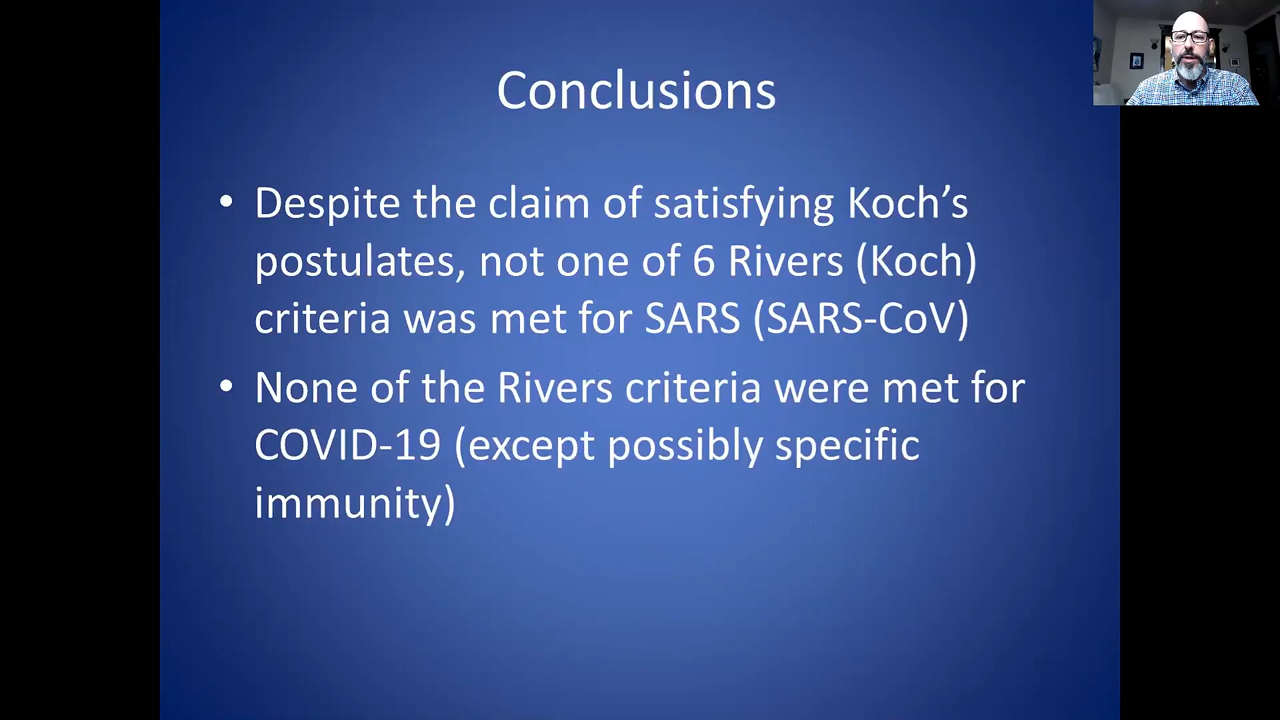 Conclusions
• Despite the claim of satisfying Koch’s
postulates, not one of 6 Rivers (Koch)
criteria was met for SARS (SARS-CoV)
• None of the Rivers criteria were met for
COVID-19 (except possibly specific
immunity)